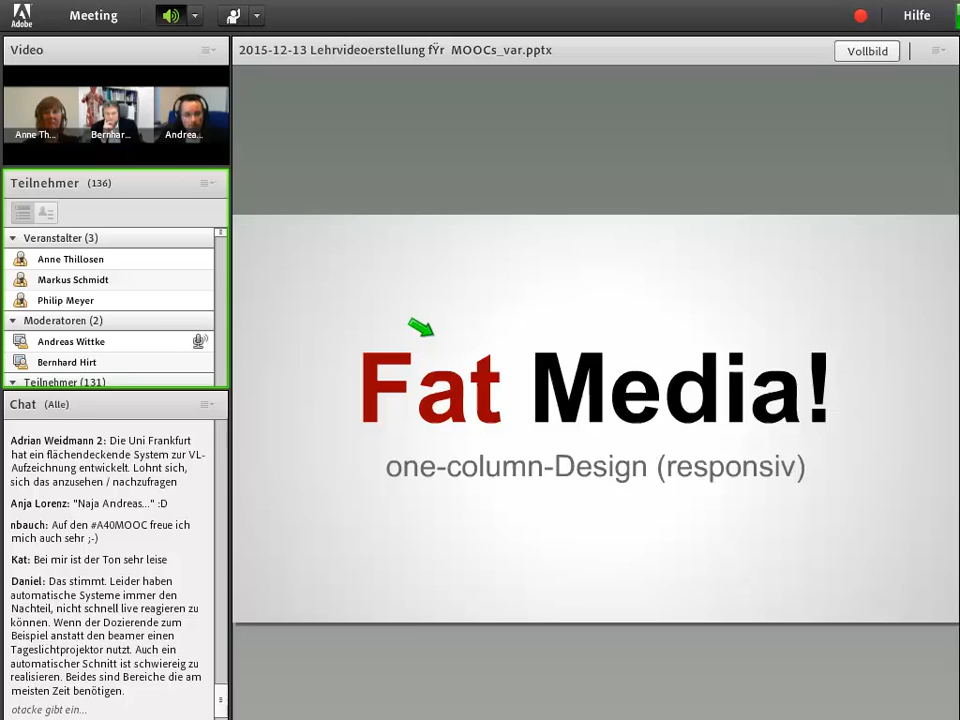 Adobe
Meeting
Hilfe
Video
Anne Th...
Bernhar...
Andrea...
Teilnehmer (136)
Veranstalter (3)
Anne Thillosen
Markus Schmidt
Philip Meyer
Moderatoren (2)
Andreas Wittke
Bernhard Hirt
Teilnehmer (131)
Chat (Alle)
Adrian Weidmann 2: Die Uni Frankfurt
hat ein flächendeckende System zur VL-
Aufzeichnung entwickelt. Lohnt sich,
sich das anzusehen / nachzufragen
Anja Lorenz: "Naja Andreas..." :D
nbauch: Auf den #A40MOOC freue ich
mich auch sehr ;-)
Kat: Bei mir ist der Ton sehr leise
Daniel: Das stimmt. Leider haben
automatische Systeme immer den
Nachteil, nicht schnell live reagieren zu
können. Wenn der Dozierende zum
Beispiel anstatt den beamer einen
Tageslichtprojektor nutzt. Auch ein
automatischer Schnitt ist schwiereig zu
realisieren. Beides sind Bereiche die am
meisten Zeit benötigen.
otacke gibt ein...
2015-12-13 Lehrvideoerstellung fŸr MOOCs_var.pptx
Vollbild
Fat Media!
one-column-Design (responsiv)